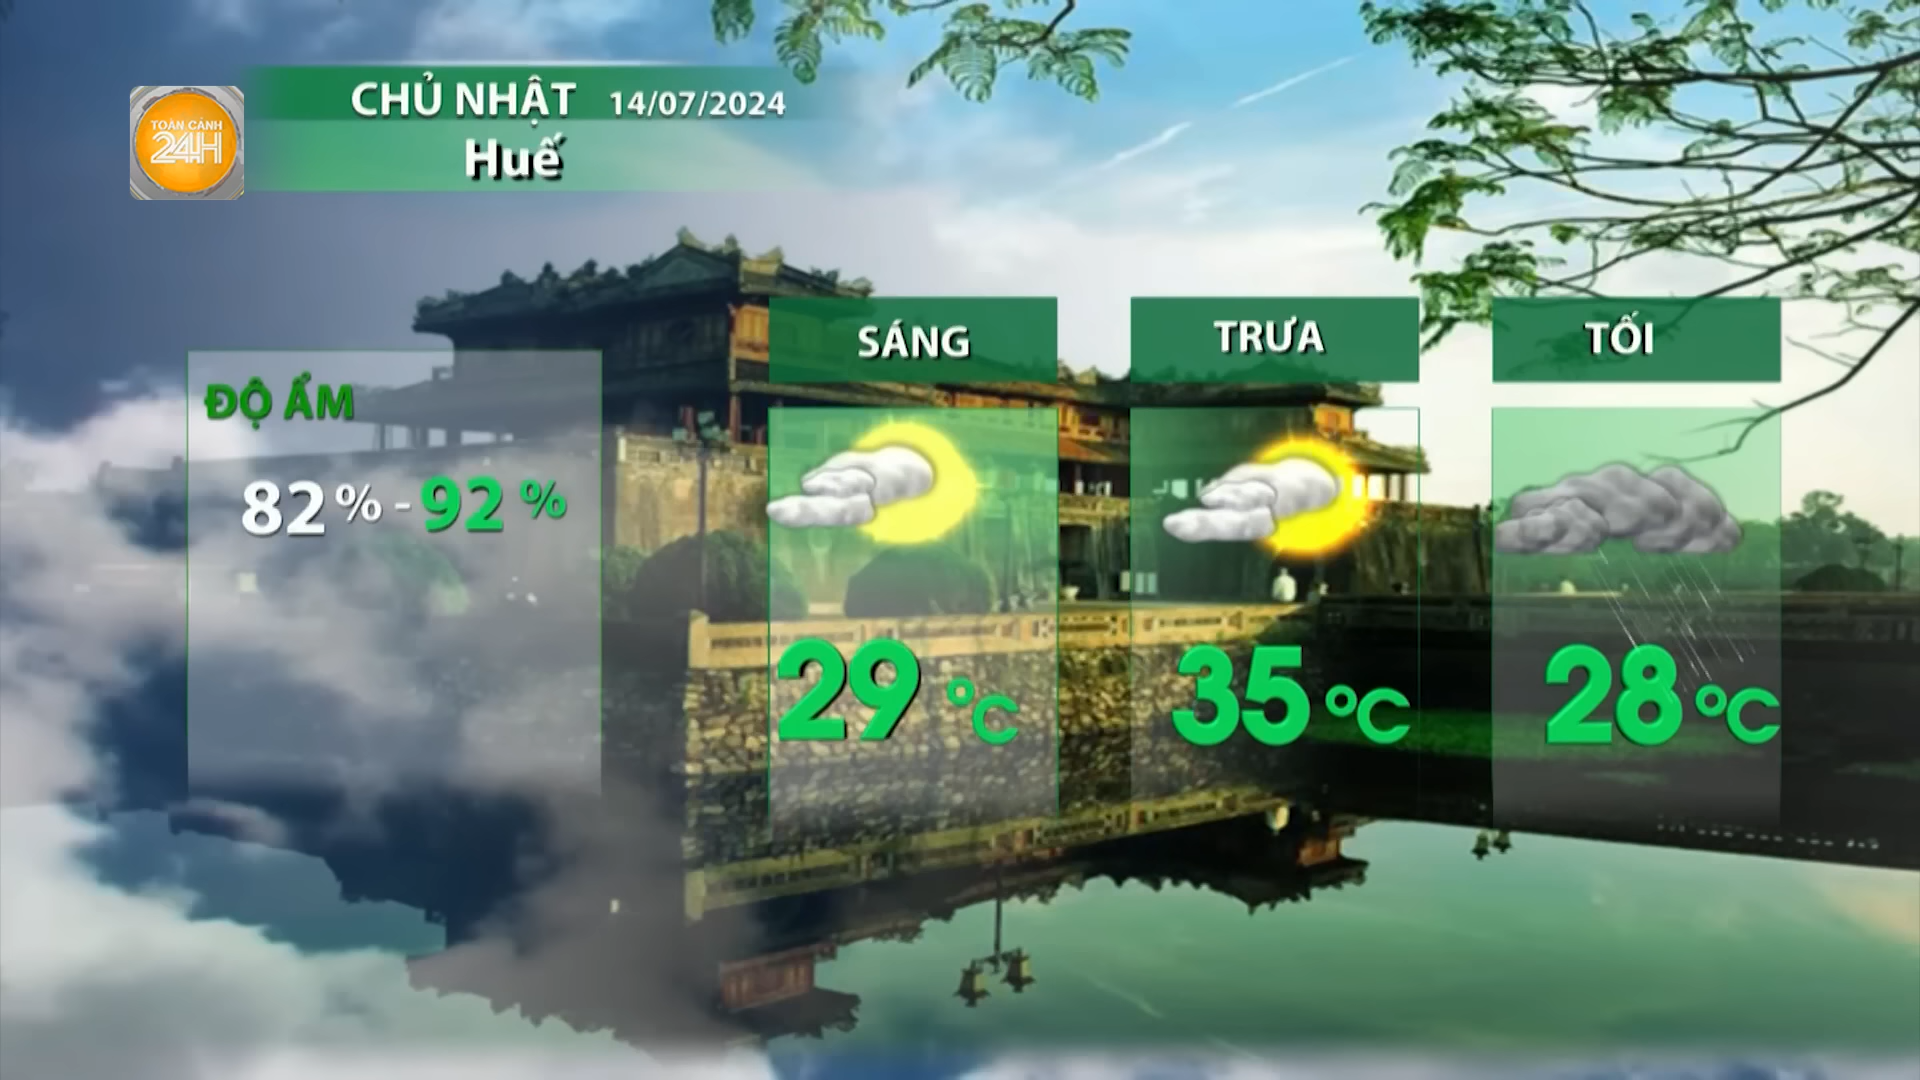 TOÀN CẢNH
24H
CHỦ NHẬT 14/07/2024
Huế
ĐỘ ẨM
82% - 92%
SÁNG
29 °C
TRƯA
35 °C
TỐI
28 °C